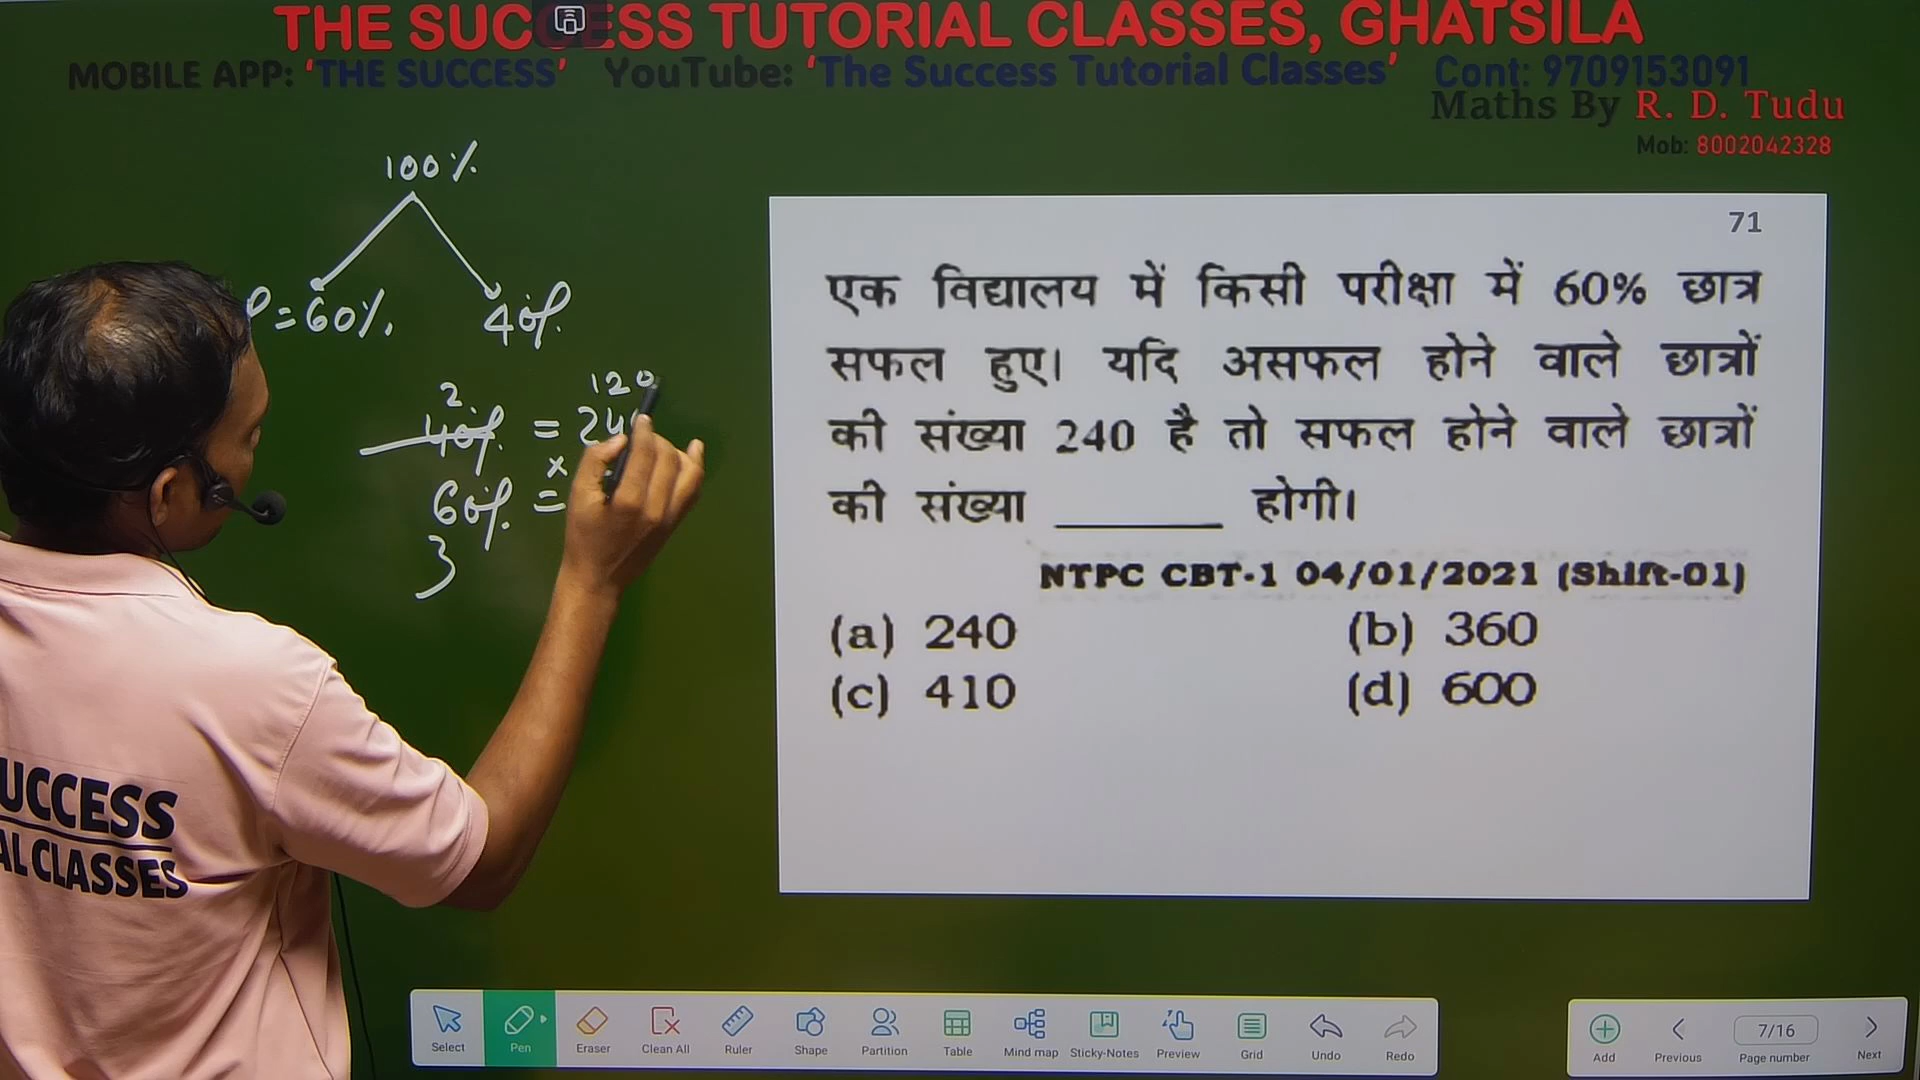 THE SUCCESS TUTORIAL CLASSES, GHATSILA
MOBILE APP: ‘THE SUCCESS’ YouTube: ‘The Success Tutorial Classes’, Cont: 9709153091
Maths By R. D. Tudu
Mob: 8002042328
100%
=60% 40%
2 120
40% = 240
×
60% =
3
71
एक विद्यालय में किसी परीक्षा में 60% छात्र
सफल हुए। यदि असफल होने वाले छात्रों
की संख्या 240 है तो सफल होने वाले छात्रों
की संख्या ________ होगी।
NTPC CBT-1 04/01/2021 (Shift-01)
(a) 240 (b) 360
(c) 410 (d) 600
UCCESS
AL CLASSES
Select Pen Eraser Clean All Ruler Shape Partition Table Mind map Sticky-Notes Preview Grid Undo Redo
7/16
Add Previous Page number Next